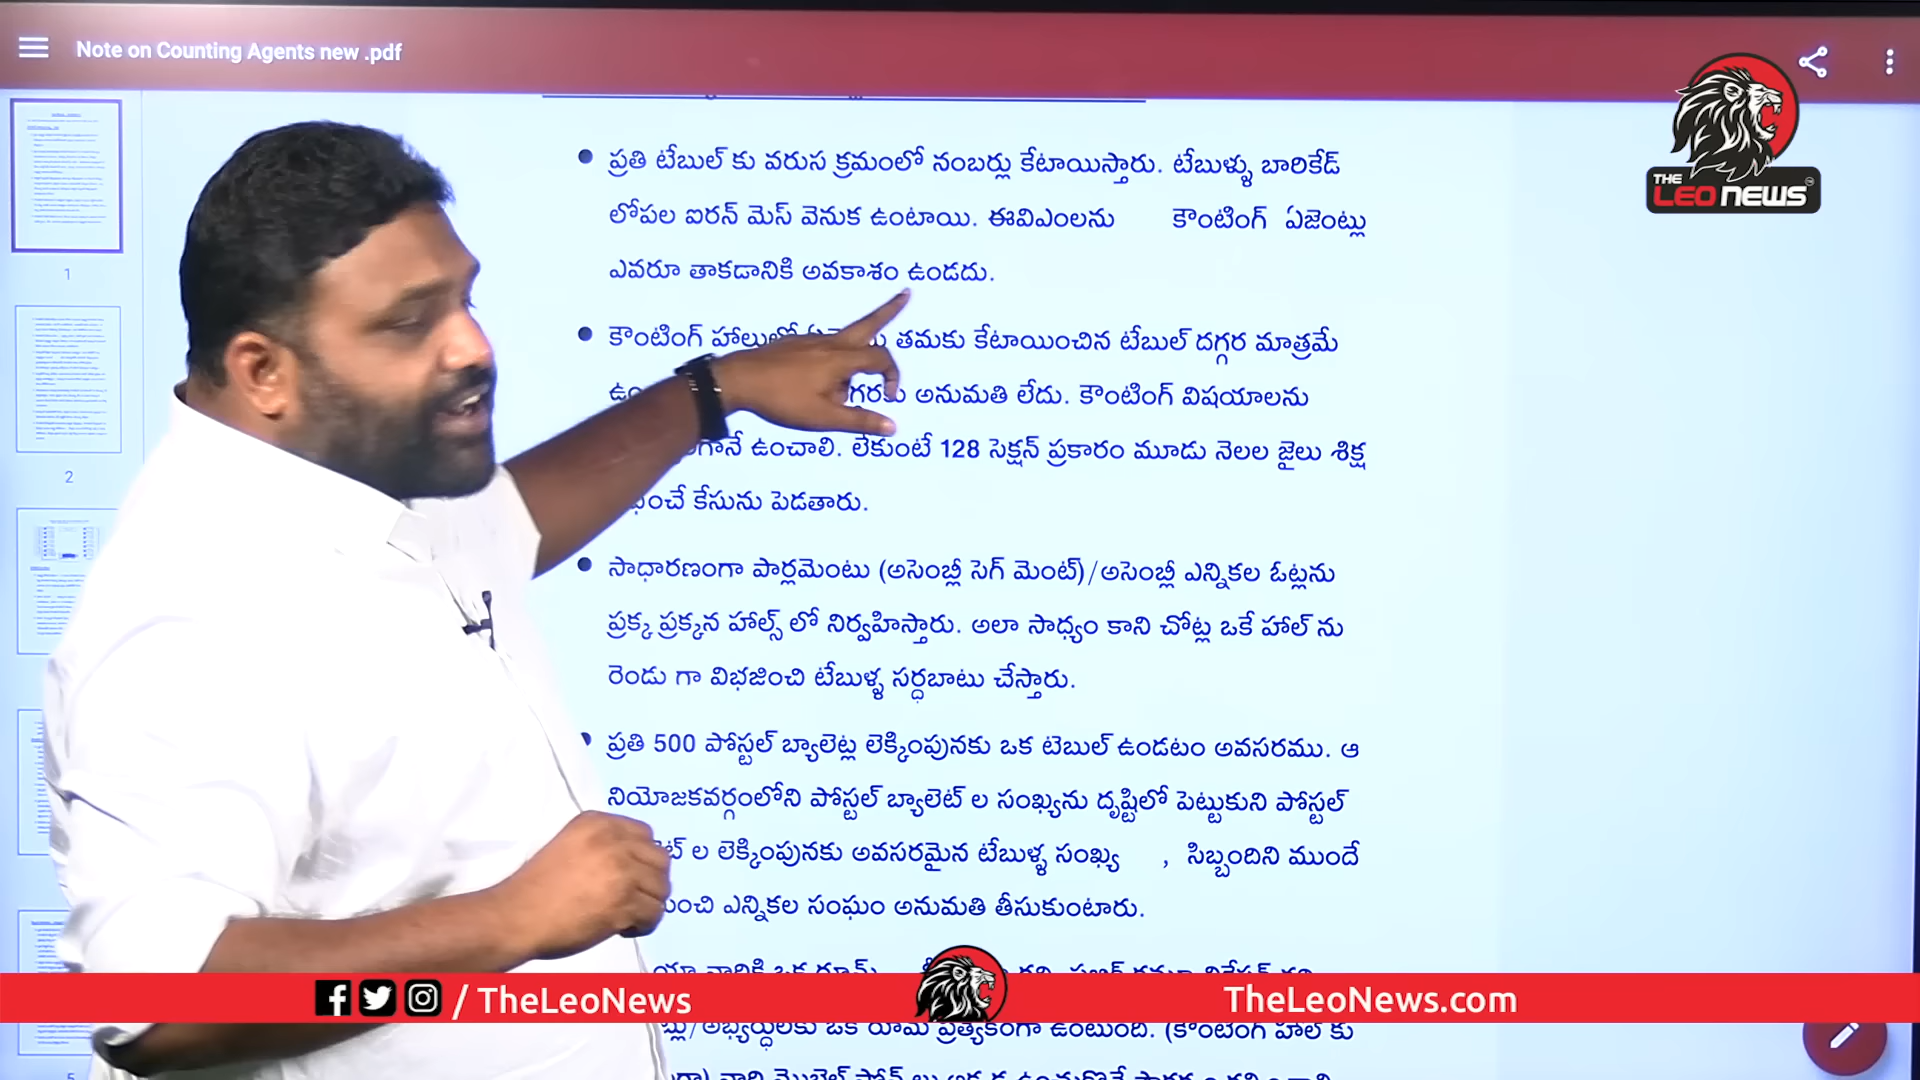 Note on Counting Agents new .pdf
THE
LEO NEWS
ప్రతి టేబుల్ కు వరుస క్రమంలో నంబర్లు కేటాయిస్తారు. టేబుళ్ళు బారికేడ్
లోపల ఐరన్ మెస్ వెనుక ఉంటాయి. ఈవిఎంలను కౌంటింగ్ ఏజెంట్లు
ఎవరూ తాకడానికి అవకాశం ఉండదు.
కౌంటింగ్ తమకు కేటాయించిన టేబుల్ దగ్గర మాత్రమే
అనుమతి లేదు. కౌంటింగ్ విషయాలను
ఉంచాలి. లేకుంటే 128 సెక్షన్ ప్రకారం మూడు నెలల జైలు శిక్ష
కేసును పెడతారు.
సాధారణంగా పార్లమెంటు (అసెంబ్లీ సెగ్ మెంట్)/అసెంబ్లీ ఎన్నికల ఓట్లను
ప్రక్క ప్రక్కన హాల్స్ లో నిర్వహిస్తారు. అలా సాధ్యం కాని చోట్ల ఒకే హాల్ ను
రెండు గా విభజించి టేబుళ్ళ సర్ధబాటు చేస్తారు.
ప్రతి 500 పోస్టల్ బ్యాలెట్ల లెక్కింపునకు ఒక టెబుల్ ఉండటం అవసరము. ఆ
నియోజకవర్గంలోని పోస్టల్ బ్యాలెట్ ల సంఖ్యను దృష్టిలో పెట్టుకుని పోస్టల్
ల లెక్కింపునకు అవసరమైన టేబుళ్ళ సంఖ్య , సిబ్బందిని ముందే
ఎన్నికల సంఘం అనుమతి తీసుకుంటారు.
/ TheLeoNews
TheLeoNews.com
ఒక రూమ్ ప్రత్యేకంగా ఉంటుంది. (కౌంటింగ్ హాల్ కు
1
2
5